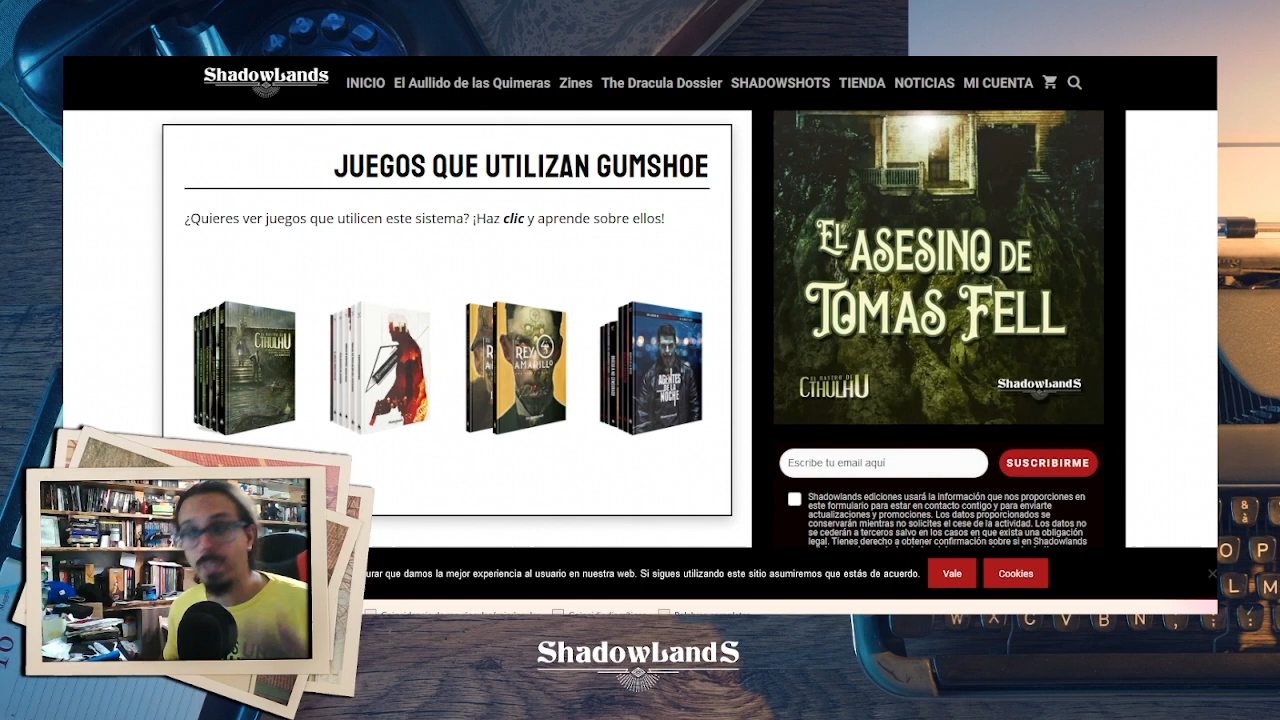 ShadowLands
INICIO El Aullido de las Quimeras Zines The Dracula Dossier SHADOWSHOTS TIENDA NOTICIAS MI CUENTA
JUEGOS QUE UTILIZAN GUMSHOE
¿Quieres ver juegos que utilicen este sistema? ¡Haz clic y aprende sobre ellos!
CTHULHU
REY
AMARILLO
AGENTES
DE LA
NOCHE
EL ASESINO DE
TOMAS FELL
EL RASTRO DE
CTHULHU
ShadowLands
Escribe tu email aquí
SUSCRIBIRME
Shadowlands ediciones usará la información que nos proporciones en
este formulario para estar en contacto contigo y para enviarte
actualizaciones y promociones. Los datos proporcionados se
conservarán mientras no solicites el cese de la actividad. Los datos no
se cederán a terceros salvo en los casos en que exista una obligación
legal. Tienes derecho a obtener confirmación sobre si en Shadowlands
urar que damos la mejor experiencia al usuario en nuestra web. Si sigues utilizando este sitio asumiremos que estás de acuerdo.
Vale
Cookies
ShadowLandS
O P
L M
W X C V B N